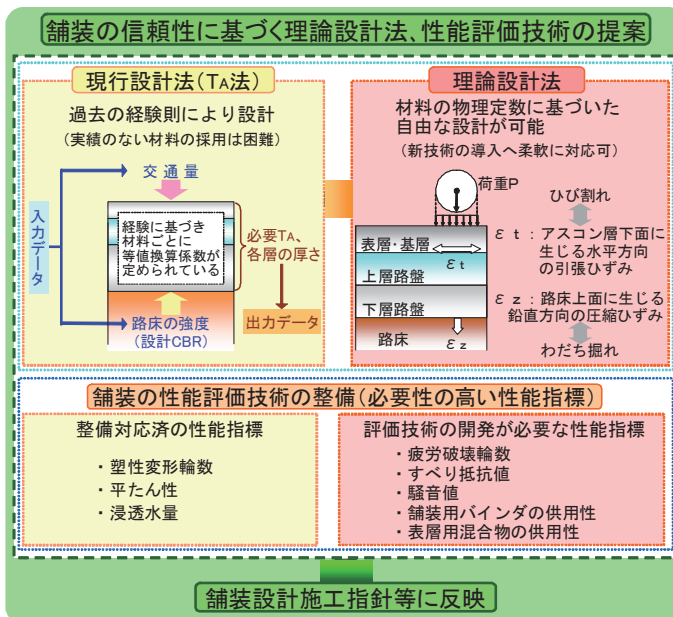 舗装の信頼性に基づく理論設計法、性能評価技術の提案
現行設計法(TA法)
過去の経験則により設計
(実績のない材料の採用は困難)
入力データ
交通量
経験に基づき
材料ごとに
等値換算係数が
定められている
必要TA、
各層の厚さ
路床の強度
(設計CBR)
出力データ
理論設計法
材料の物理定数に基づいた
自由な設計が可能
(新技術の導入へ柔軟に対応可)
荷重P
表層・基層
εt
上層路盤
下層路盤
路床
εz
ひび割れ
εt:アスコン層下面に
生じる水平方向
の引張ひずみ
εz:路床上面に生じる
鉛直方向の圧縮ひずみ
わだち掘れ
舗装の性能評価技術の整備(必要性の高い性能指標)
整備対応済の性能指標
・塑性変形輪数
・平たん性
・浸透水量
評価技術の開発が必要な性能指標
・疲労破壊輪数
・すべり抵抗値
・騒音値
・舗装用バインダの供用性
・表層用混合物の供用性
舗装設計施工指針等に反映